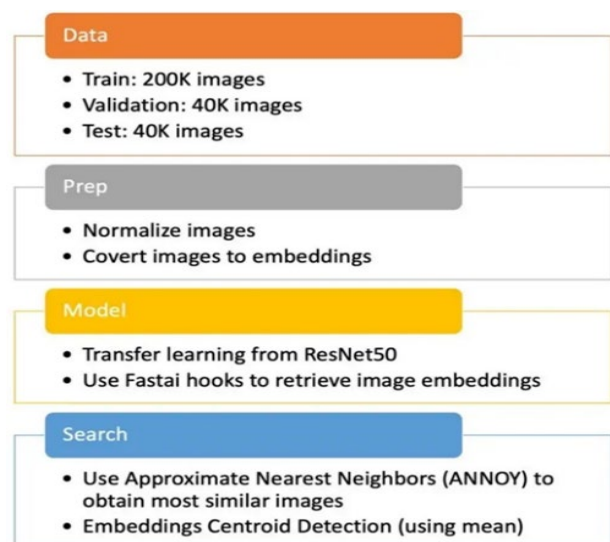 Data
• Train: 200K images
• Validation: 40K images
• Test: 40K images
Prep
• Normalize images
• Covert images to embeddings
Model
• Transfer learning from ResNet50
• Use Fastai hooks to retrieve image embeddings
Search
• Use Approximate Nearest Neighbors (ANNOY) to
obtain most similar images
• Embeddings Centroid Detection (using mean)